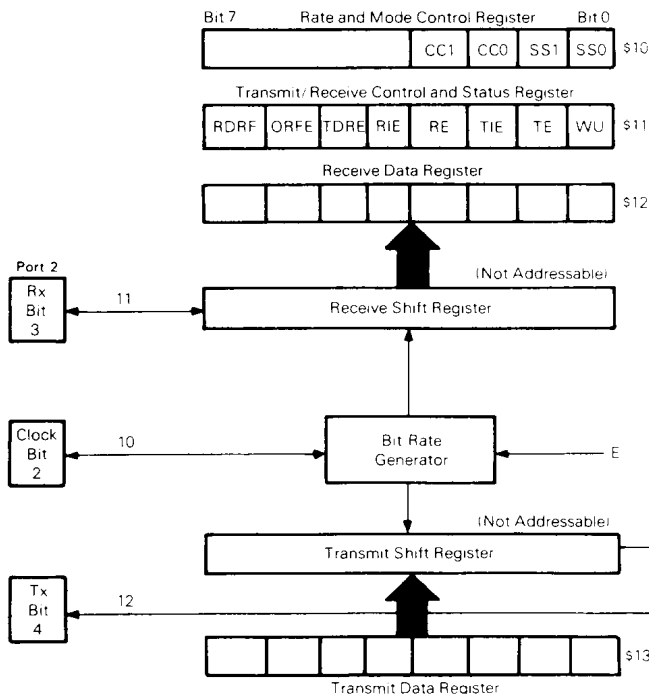 Bit 7 Rate and Mode Control Register Bit 0
CC1 CC0 SS1 SS0 $10
Transmit/Receive Control and Status Register
RDRF ORFE TDRE RIE RE TIE TE WU $11
Receive Data Register
$12
(Not Addressable)
Port 2
Rx
Bit
3
11
Receive Shift Register
Clock
Bit
2
10
Bit Rate
Generator
E
(Not Addressable)
Transmit Shift Register
Tx
Bit
4
12
$13
Transmit Data Register